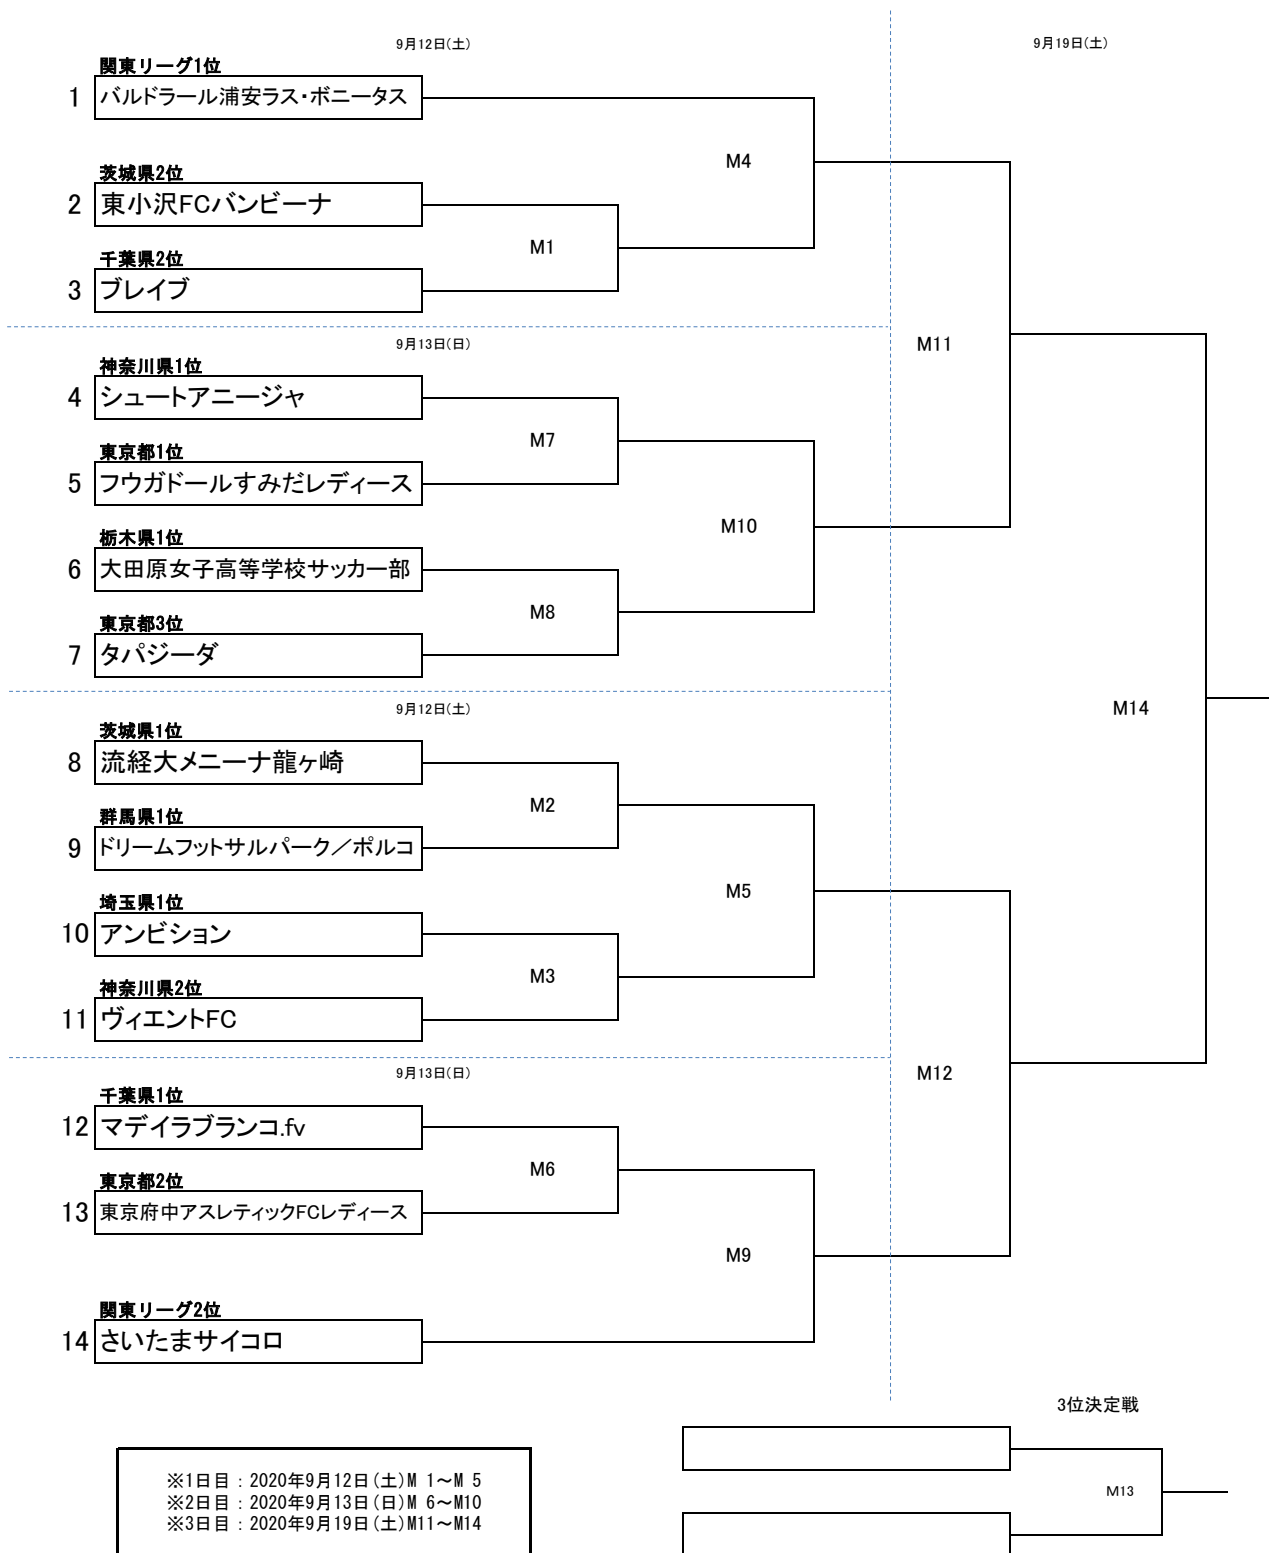 9月12日(土)
9月19日(土)
関東リーグ1位
1 バルドラール浦安ラス・ボニータス
M4
茨城県2位
2 東小沢FCバンビーナ
M1
千葉県2位
3 ブレイブ
9月13日(日)
M11
神奈川県1位
4 シュートアニージャ
M7
東京都1位
5 フウガドールすみだレディース
M10
栃木県1位
6 大田原女子高等学校サッカー部
M8
東京都3位
7 タパジーダ
9月12日(土)
M14
茨城県1位
8 流経大メニーナ龍ヶ崎
M2
群馬県1位
9 ドリームフットサルパーク／ポルコ
M5
埼玉県1位
10 アンビション
M3
神奈川県2位
11 ヴィエントFC
9月13日(日)
M12
千葉県1位
12 マデイラブランコ.fv
M6
東京都2位
13 東京府中アスレティックFCレディース
M9
関東リーグ2位
14 さいたまサイコロ
3位決定戦
M13
※1日目：2020年9月12日(土)M 1～M 5
※2日目：2020年9月13日(日)M 6～M10
※3日目：2020年9月19日(土)M11～M14